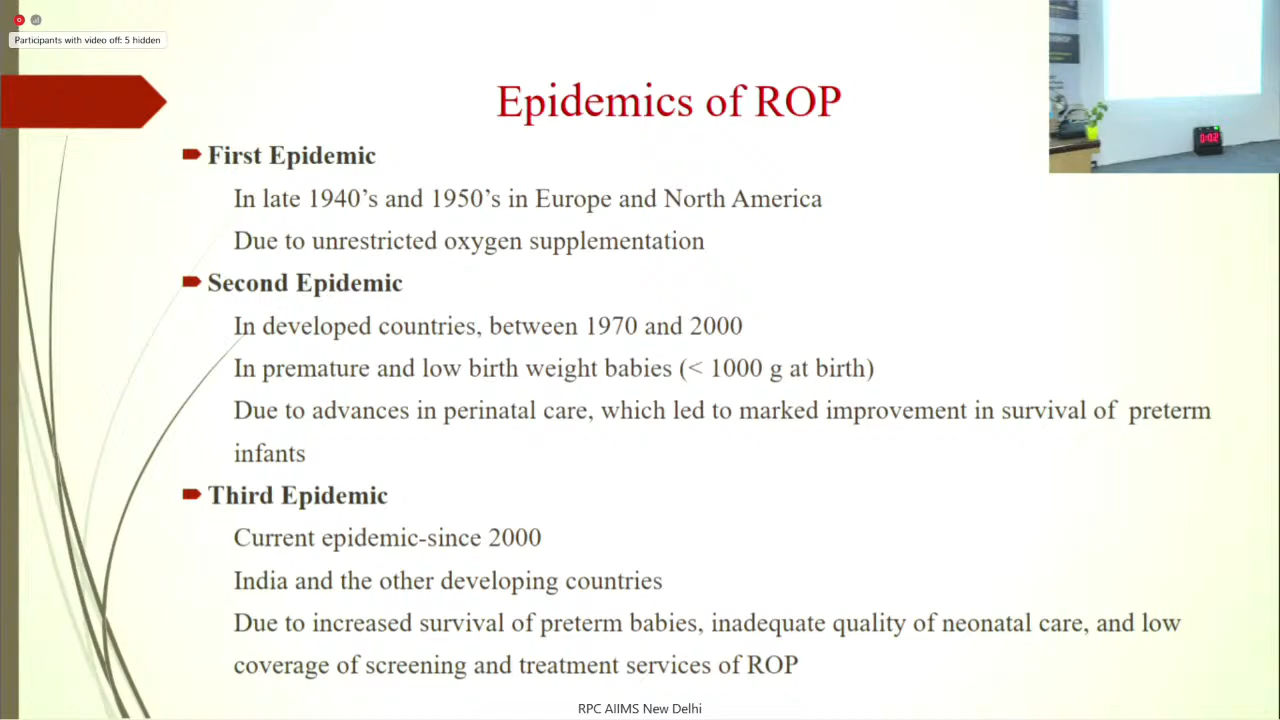 Participants with video off: 5 hidden
Epidemics of ROP
First Epidemic
In late 1940’s and 1950’s in Europe and North America
Due to unrestricted oxygen supplementation
Second Epidemic
In developed countries, between 1970 and 2000
In premature and low birth weight babies (< 1000 g at birth)
Due to advances in perinatal care, which led to marked improvement in survival of preterm
infants
Third Epidemic
Current epidemic-since 2000
India and the other developing countries
Due to increased survival of preterm babies, inadequate quality of neonatal care, and low
coverage of screening and treatment services of ROP
RPC AIIMS New Delhi